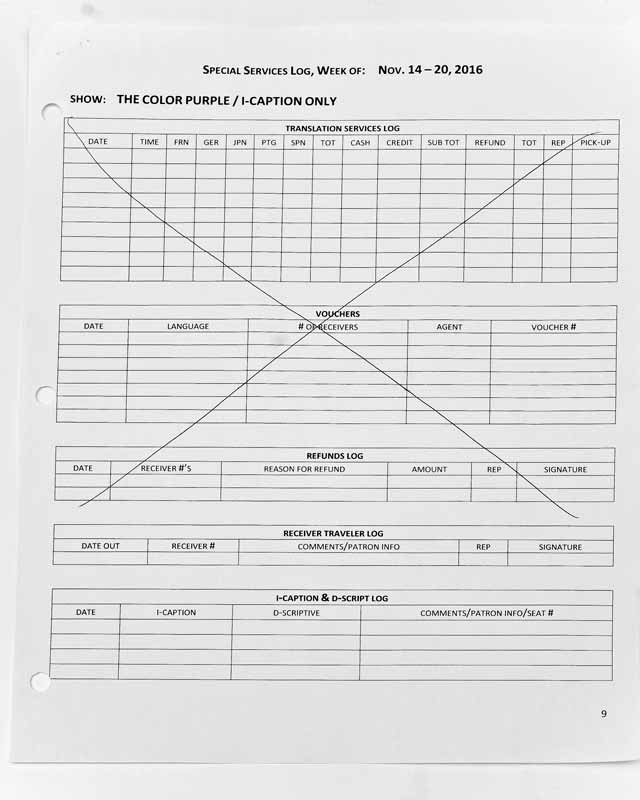 SPECIAL SERVICES LOG, WEEK OF: NOV. 14 – 20, 2016
SHOW: THE COLOR PURPLE / I-CAPTION ONLY
TRANSLATION SERVICES LOG
DATE TIME FRN GER JPN PTG SPN TOT CASH CREDIT SUB TOT REFUND TOT REP PICK-UP
VOUCHERS
DATE LANGUAGE # OF RECEIVERS AGENT VOUCHER #
REFUNDS LOG
DATE RECEIVER #'S REASON FOR REFUND AMOUNT REP SIGNATURE
RECEIVER TRAVELER LOG
DATE OUT RECEIVER # COMMENTS/PATRON INFO REP SIGNATURE
I-CAPTION & D-SCRIPT LOG
DATE I-CAPTION D-SCRIPTIVE COMMENTS/PATRON INFO/SEAT #
9